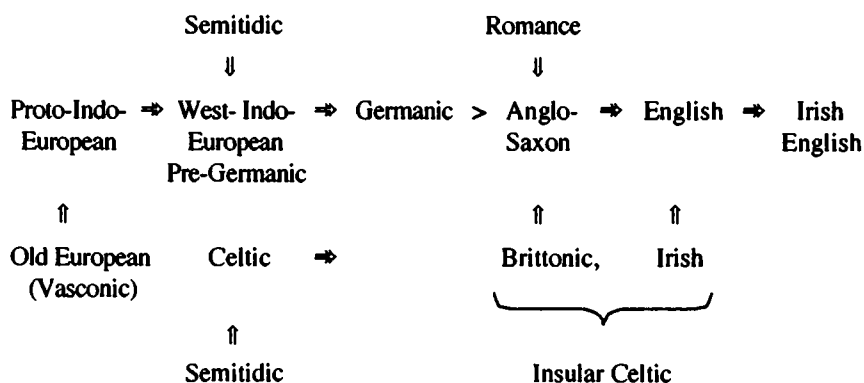 Semitidic Romance
⇓ ⇓
Proto-Indo- ➾ West- Indo- ➾ Germanic > Anglo- ➾ English ➾ Irish
European European Saxon English
Pre-Germanic
⇑ ⇑ ⇑
Old European Celtic ➾ Brittonic, Irish
(Vasconic)
⇑
Semitidic Insular Celtic